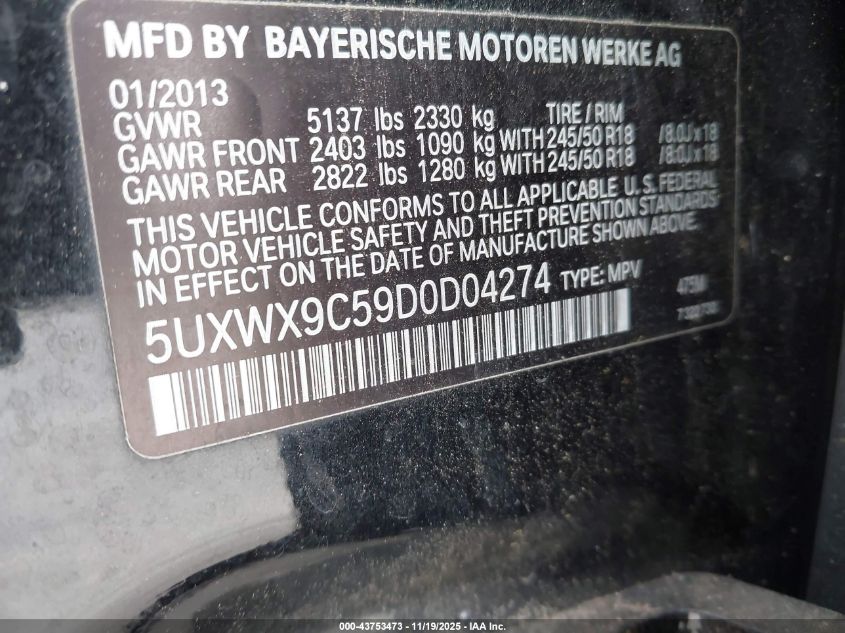 MFD BY BAYERISCHE MOTOREN WERKE AG
01/2013 TIRE / RIM
GVWR 5137 lbs 2330 kg
GAWR FRONT 2403 lbs 1090 kg WITH 245/50 R18 /8.0J x 18
GAWR REAR 2822 lbs 1280 kg WITH 245/50 R18 /8.0J x 18
THIS VEHICLE CONFORMS TO ALL APPLICABLE U.S. FEDERAL
MOTOR VEHICLE SAFETY AND THEFT PREVENTION STANDARDS
IN EFFECT ON THE DATE OF MANUFACTURE SHOWN ABOVE.
5UXWX9C59D0D04274 TYPE: MPV
000-43753473 - 11/19/2025 - IAA Inc.